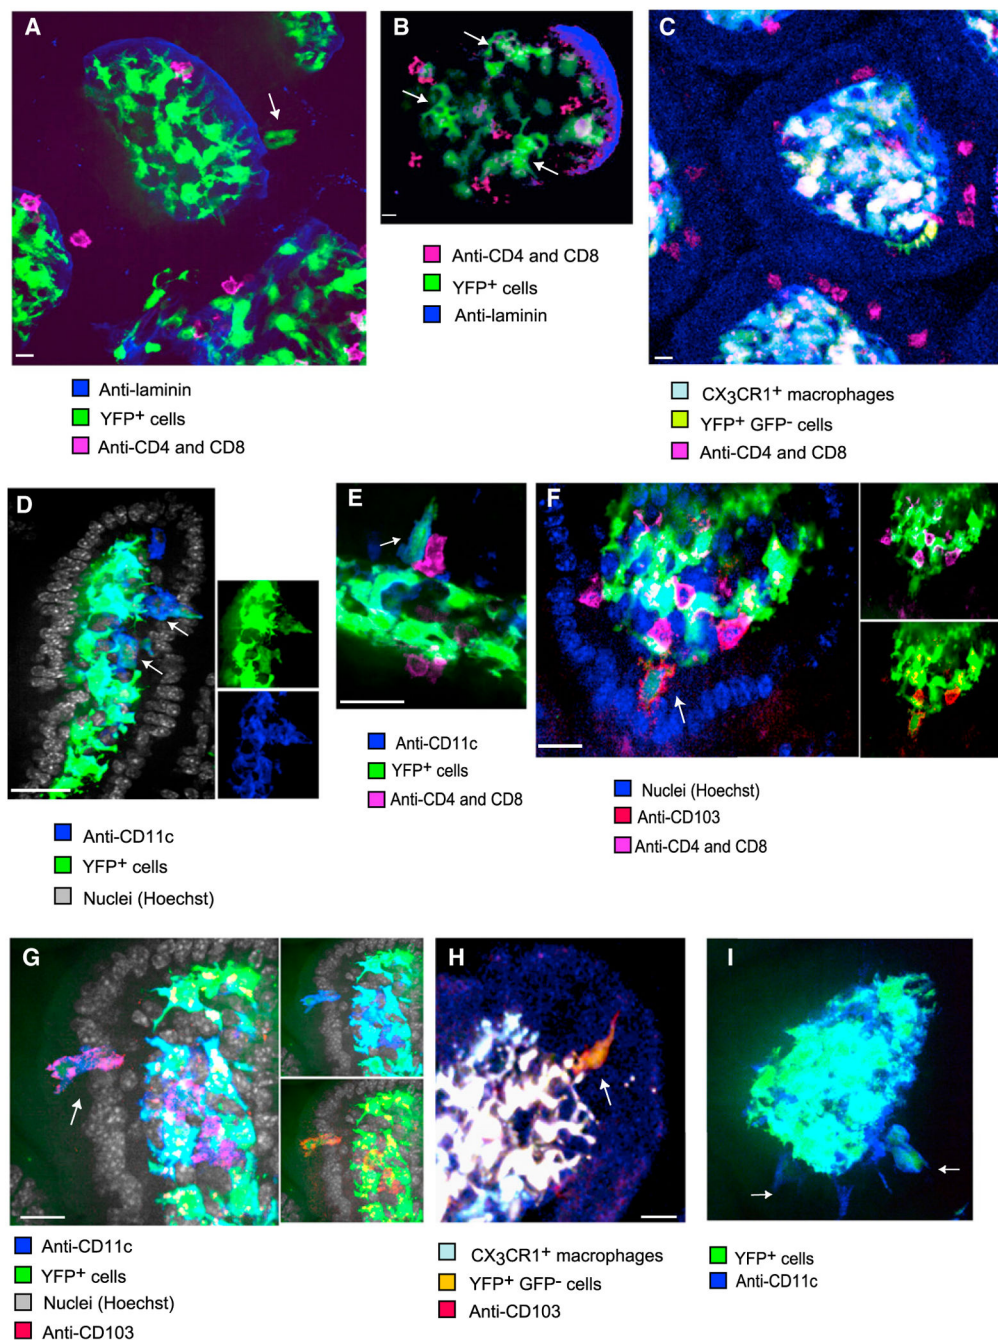 A
B
C
Anti-CD4 and CD8
YFP+ cells
Anti-laminin
Anti-laminin
YFP+ cells
Anti-CD4 and CD8
CX3CR1+ macrophages
YFP+ GFP- cells
Anti-CD4 and CD8
D
E
F
Anti-CD11c
YFP+ cells
Anti-CD4 and CD8
Nuclei (Hoechst)
Anti-CD103
Anti-CD4 and CD8
Anti-CD11c
YFP+ cells
Nuclei (Hoechst)
G
H
I
Anti-CD11c
YFP+ cells
Nuclei (Hoechst)
Anti-CD103
CX3CR1+ macrophages
YFP+ GFP- cells
Anti-CD103
YFP+ cells
Anti-CD11c